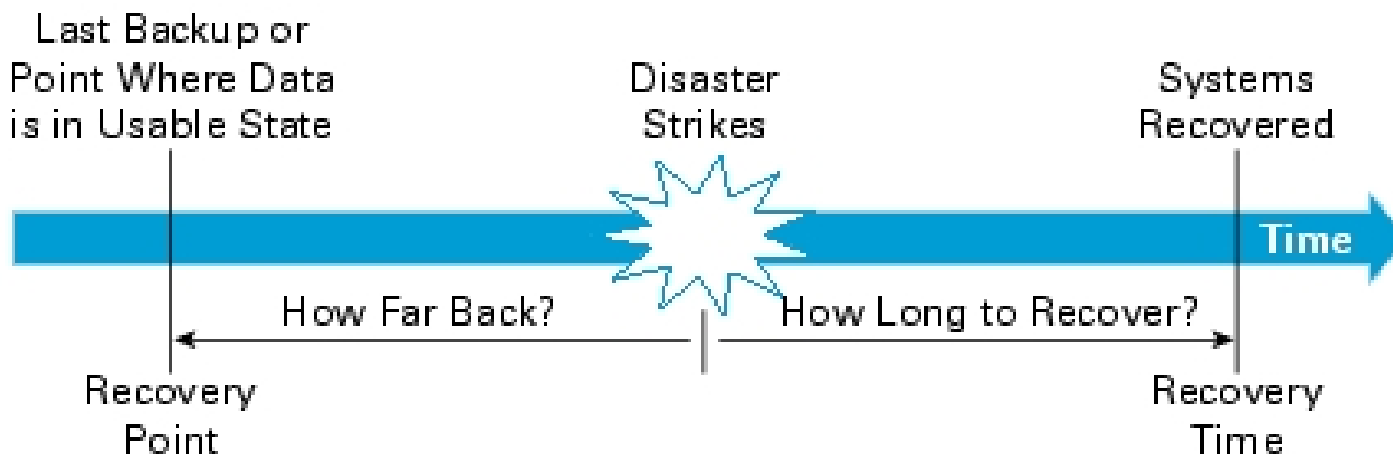 Last Backup or
Point Where Data
is in Usable State
Disaster
Strikes
Systems
Recovered
Time
How Far Back?
How Long to Recover?
Recovery
Point
Recovery
Time